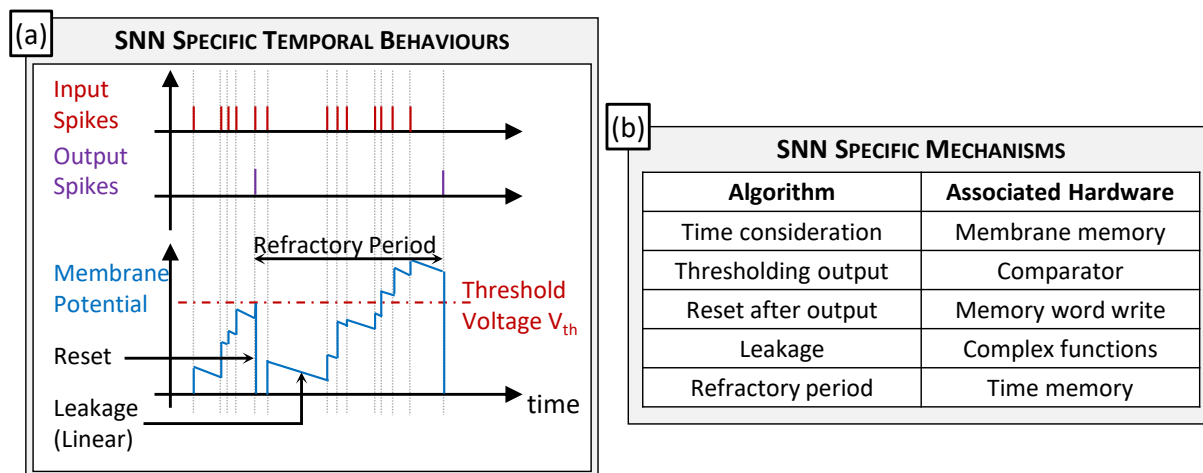 (a)
SNN SPECIFIC TEMPORAL BEHAVIOURS
Input
Spikes
Output
Spikes
Refractory Period
Membrane
Potential
Threshold
Voltage Vth
Reset
Leakage
(Linear)
time
(b)
SNN SPECIFIC MECHANISMS
Algorithm Associated Hardware
Time consideration Membrane memory
Thresholding output Comparator
Reset after output Memory word write
Leakage Complex functions
Refractory period Time memory